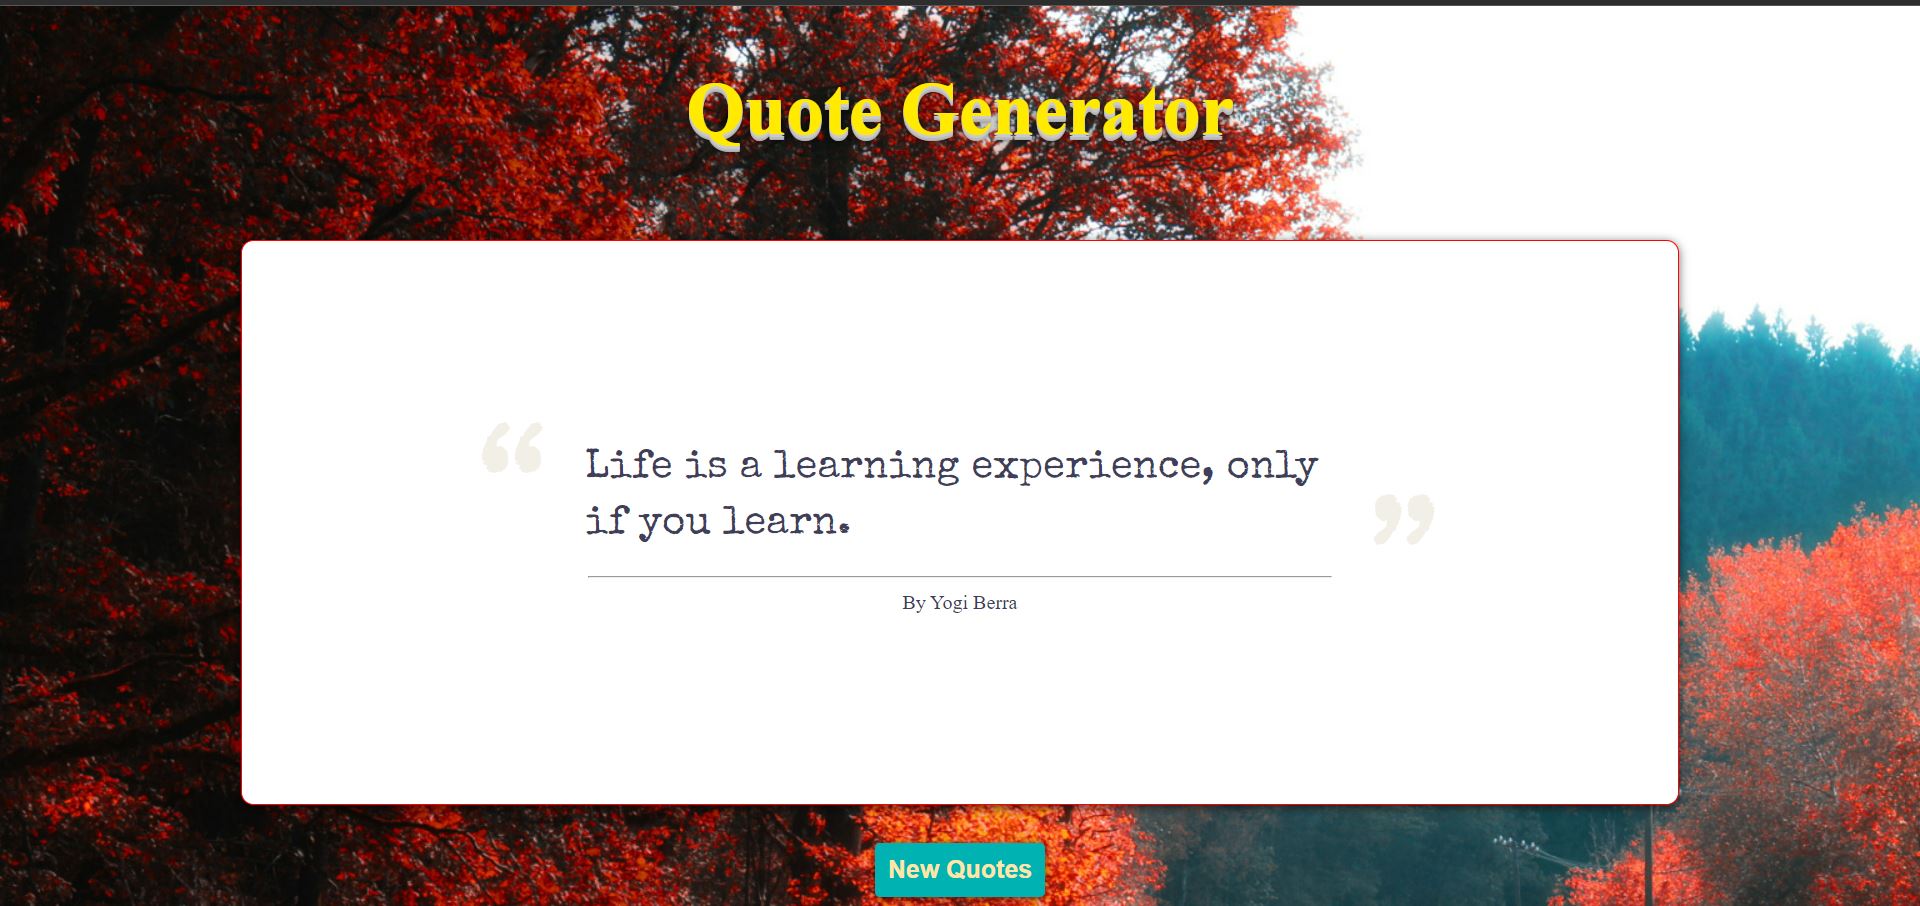 Quote Generator
“
Life is a learning experience, only
if you learn.
”
By Yogi Berra
New Quotes